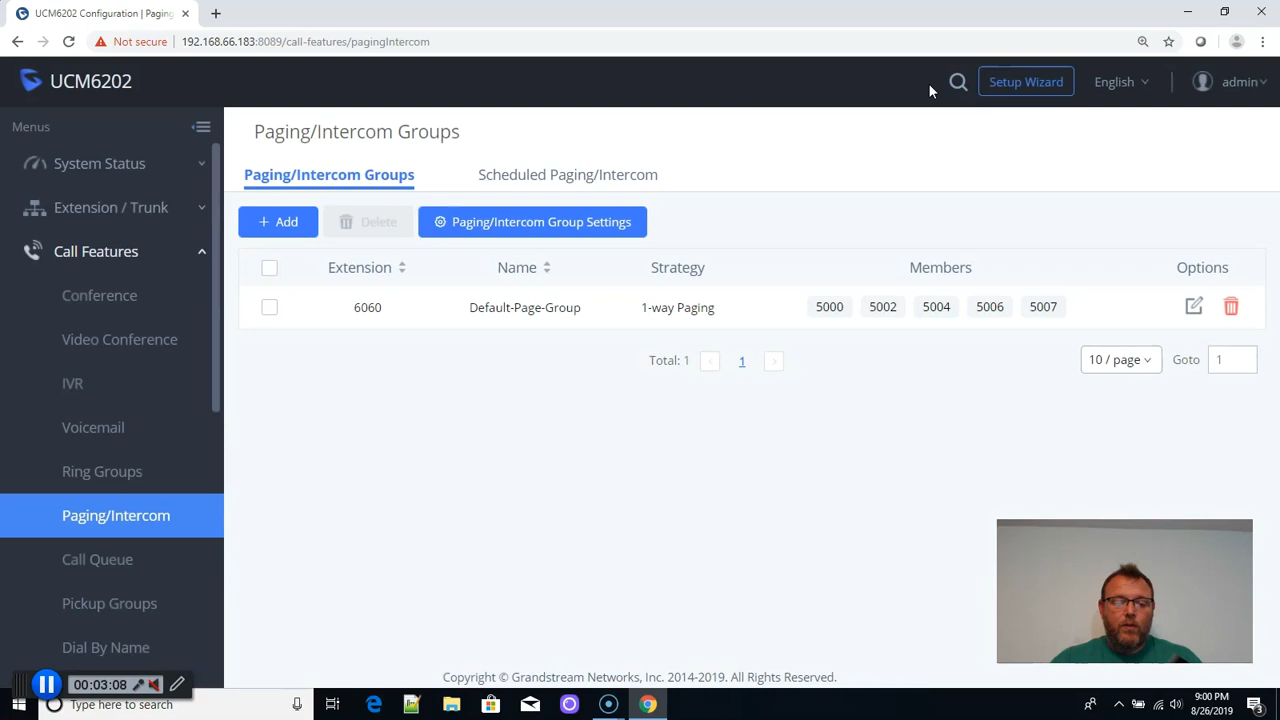 UCM6202 Configuration | Paging
Not secure 192.168.66.183:8089/call-features/pagingIntercom
UCM6202
Setup Wizard
English
admin
Menus
System Status
Extension / Trunk
Call Features
Conference
Video Conference
IVR
Voicemail
Ring Groups
Paging/Intercom
Call Queue
Pickup Groups
Dial By Name
Paging/Intercom Groups
Paging/Intercom Groups Scheduled Paging/Intercom
+ Add Delete Paging/Intercom Group Settings
Extension Name Strategy Members Options
6060 Default-Page-Group 1-way Paging 5000 5002 5004 5006 5007
Total: 1 < 1 > 10 / page Goto 1
Copyright © Grandstream Networks, Inc. 2014-2019. All Rights Reserved.
00:03:08
Type here to search
9:00 PM
8/26/2019
3